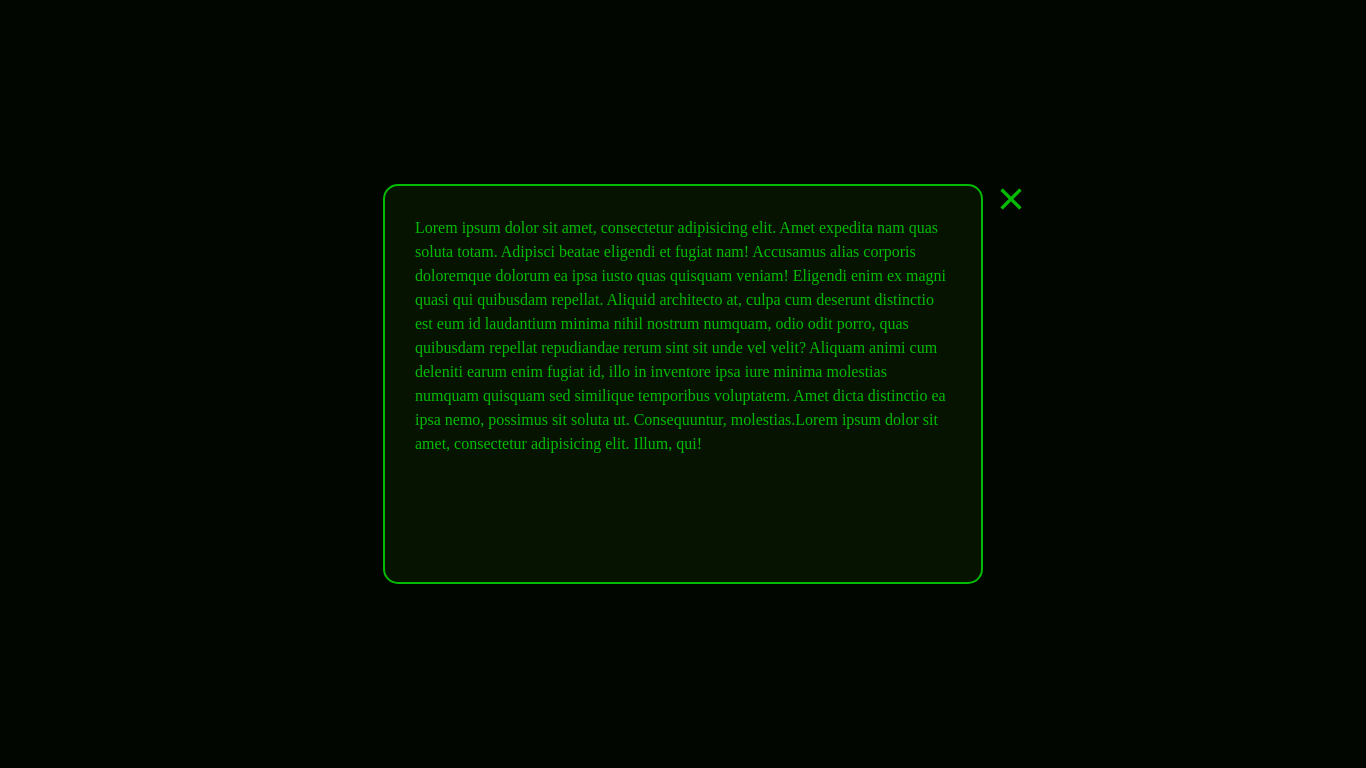 Lorem ipsum dolor sit amet, consectetur adipisicing elit. Amet expedita nam quas
soluta totam. Adipisci beatae eligendi et fugiat nam! Accusamus alias corporis
doloremque dolorum ea ipsa iusto quas quisquam veniam! Eligendi enim ex magni
quasi qui quibusdam repellat. Aliquid architecto at, culpa cum deserunt distinctio
est eum id laudantium minima nihil nostrum numquam, odio odit porro, quas
quibusdam repellat repudiandae rerum sint sit unde vel velit? Aliquam animi cum
deleniti earum enim fugiat id, illo in inventore ipsa iure minima molestias
numquam quisquam sed similique temporibus voluptatem. Amet dicta distinctio ea
ipsa nemo, possimus sit soluta ut. Consequuntur, molestias.Lorem ipsum dolor sit
amet, consectetur adipisicing elit. Illum, qui!